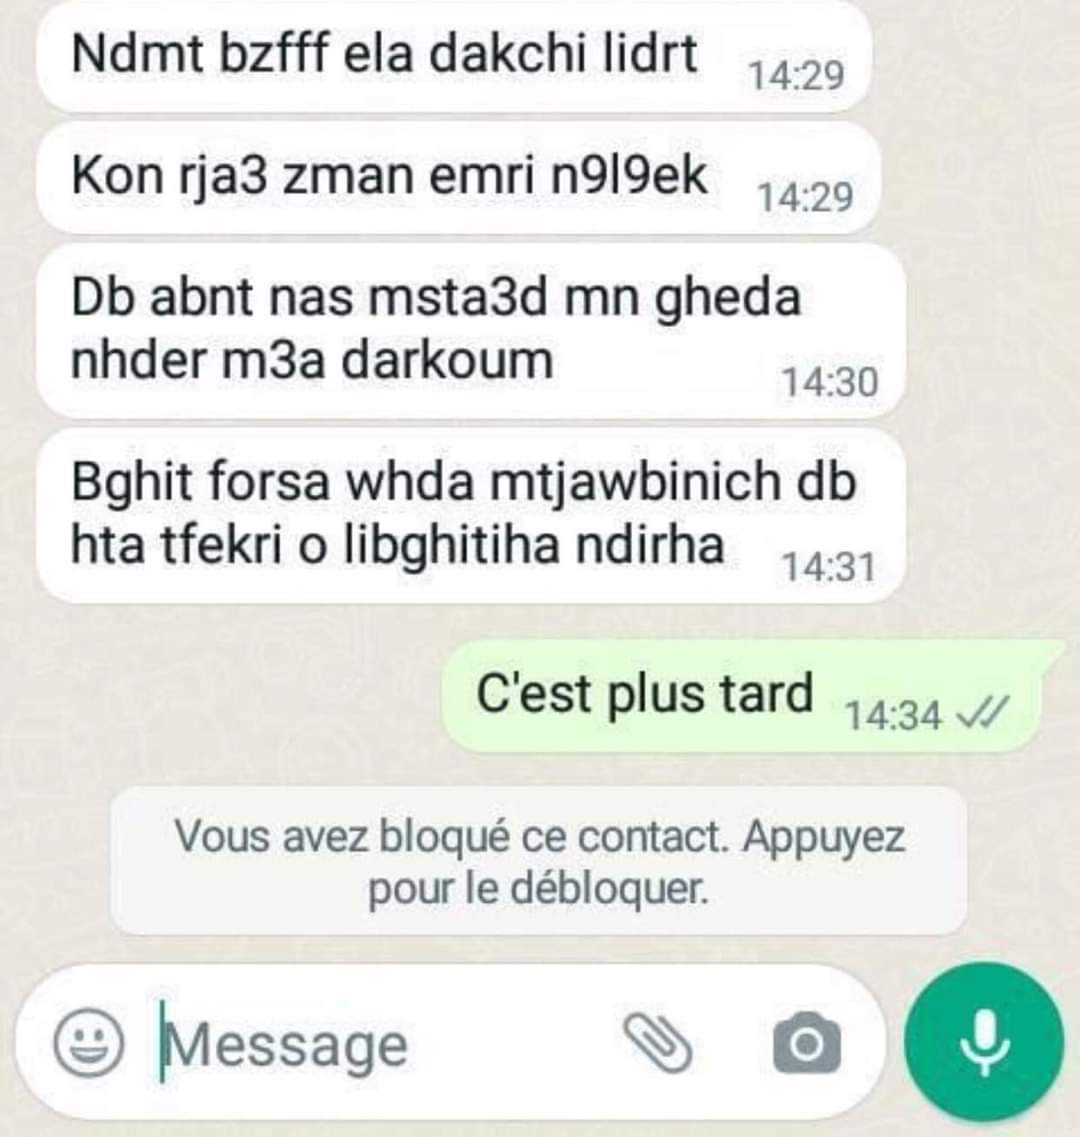 Ndmt bzfff ela dakchi lidrt
14:29
Kon rja3 zman emri n9l9ek
14:29
Db abnt nas msta3d mn gheda
nhder m3a darkoum
14:30
Bghit forsa whda mtjawbinich db
hta tfekri o libghitiha ndirha
14:31
C'est plus tard
14:34
Vous avez bloqué ce contact. Appuyez
pour le débloquer.
Message